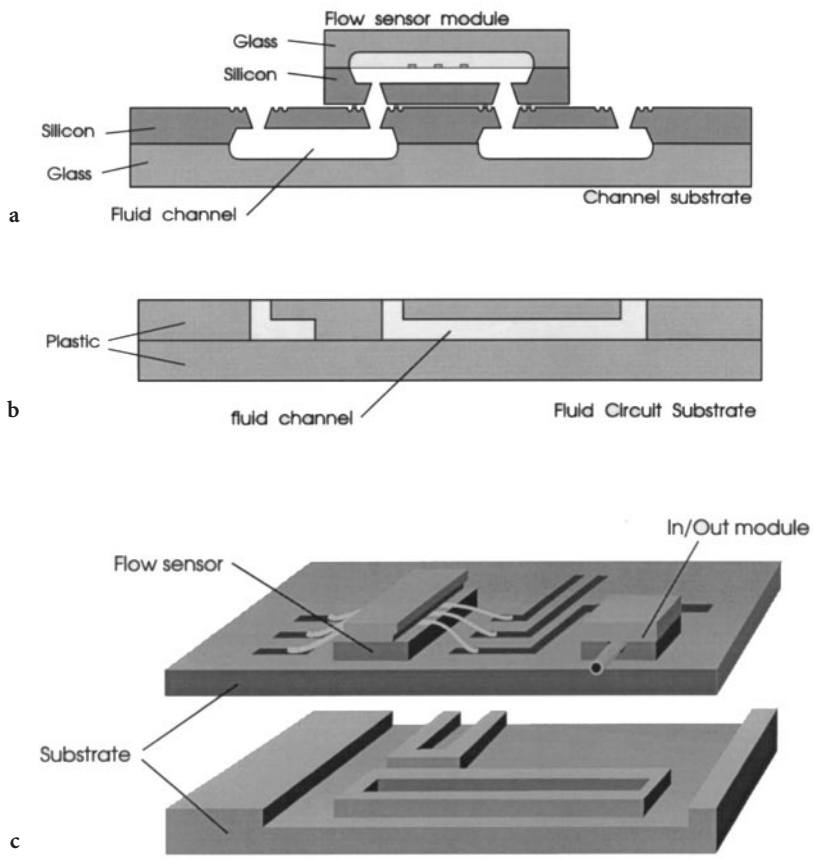 Flow sensor module
Glass
Silicon
Silicon
Glass
Fluid channel
Channel substrate
a
Plastic
fluid channel
Fluid Circuit Substrate
b
In/Out module
Flow sensor
Substrate
c